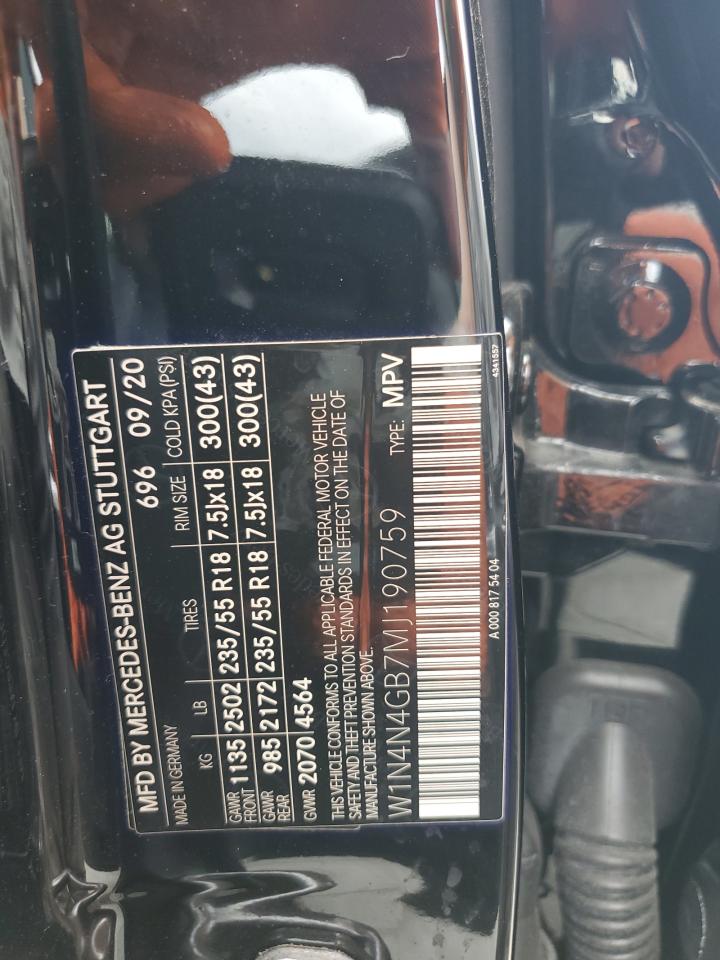 MFD BY MERCEDES-BENZ AG STUTTGART
MADE IN GERMANY 696 09/20
KG LB TIRES RIM SIZE COLD KPA (PSI)
GAWR FRONT 1135 2502 235/55 R18 7.5Jx18 300(43)
GAWR REAR 985 2172 235/55 R18 7.5Jx18 300(43)
GVWR 2070 4564
THIS VEHICLE CONFORMS TO ALL APPLICABLE FEDERAL MOTOR VEHICLE
SAFETY AND THEFT PREVENTION STANDARDS IN EFFECT ON THE DATE OF
MANUFACTURE SHOWN ABOVE.
W1N4N4GB7MJ190759 TYPE: MPV
A 000 817 54 04 4341557